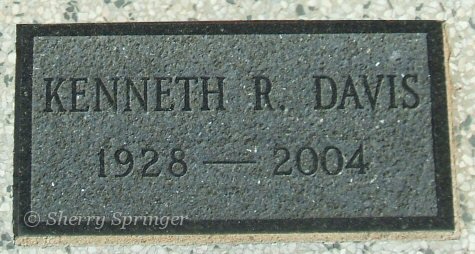 KENNETH R. DAVIS
1928 — 2004
© Sherry Springer